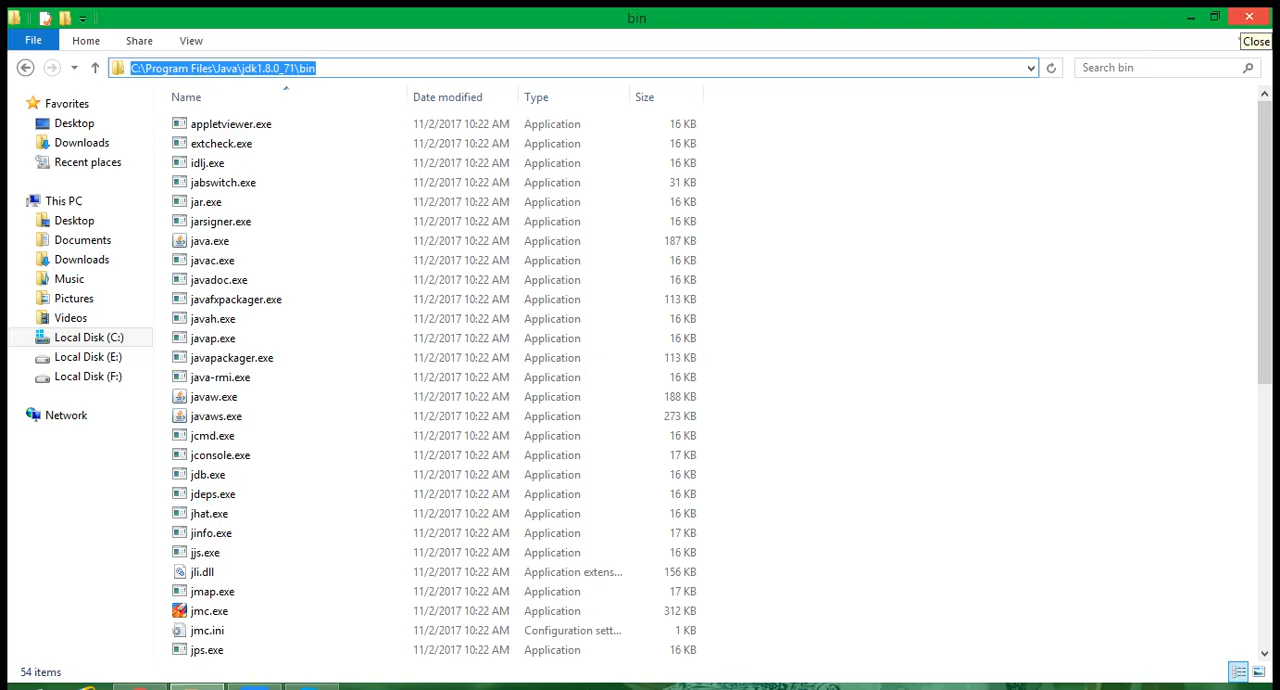 bin
Close
File Home Share View
C:\Program Files\Java\jdk1.8.0_71\bin
Search bin
Favorites
Desktop
Downloads
Recent places
This PC
Desktop
Documents
Downloads
Music
Pictures
Videos
Local Disk (C:)
Local Disk (E:)
Local Disk (F:)
Network
Name Date modified Type Size
appletviewer.exe 11/2/2017 10:22 AM Application 16 KB
extcheck.exe 11/2/2017 10:22 AM Application 16 KB
idlj.exe 11/2/2017 10:22 AM Application 16 KB
jabswitch.exe 11/2/2017 10:22 AM Application 31 KB
jar.exe 11/2/2017 10:22 AM Application 16 KB
jarsigner.exe 11/2/2017 10:22 AM Application 16 KB
java.exe 11/2/2017 10:22 AM Application 187 KB
javac.exe 11/2/2017 10:22 AM Application 16 KB
javadoc.exe 11/2/2017 10:22 AM Application 16 KB
javafxpackager.exe 11/2/2017 10:22 AM Application 113 KB
javah.exe 11/2/2017 10:22 AM Application 16 KB
javap.exe 11/2/2017 10:22 AM Application 16 KB
javapackager.exe 11/2/2017 10:22 AM Application 113 KB
java-rmi.exe 11/2/2017 10:22 AM Application 16 KB
javaw.exe 11/2/2017 10:22 AM Application 188 KB
javaws.exe 11/2/2017 10:22 AM Application 273 KB
jcmd.exe 11/2/2017 10:22 AM Application 16 KB
jconsole.exe 11/2/2017 10:22 AM Application 17 KB
jdb.exe 11/2/2017 10:22 AM Application 16 KB
jdeps.exe 11/2/2017 10:22 AM Application 16 KB
jhat.exe 11/2/2017 10:22 AM Application 16 KB
jinfo.exe 11/2/2017 10:22 AM Application 17 KB
jjs.exe 11/2/2017 10:22 AM Application 16 KB
jli.dll 11/2/2017 10:22 AM Application extens... 156 KB
jmap.exe 11/2/2017 10:22 AM Application 17 KB
jmc.exe 11/2/2017 10:22 AM Application 312 KB
jmc.ini 11/2/2017 10:22 AM Configuration sett... 1 KB
jps.exe 11/2/2017 10:22 AM Application 16 KB
54 items